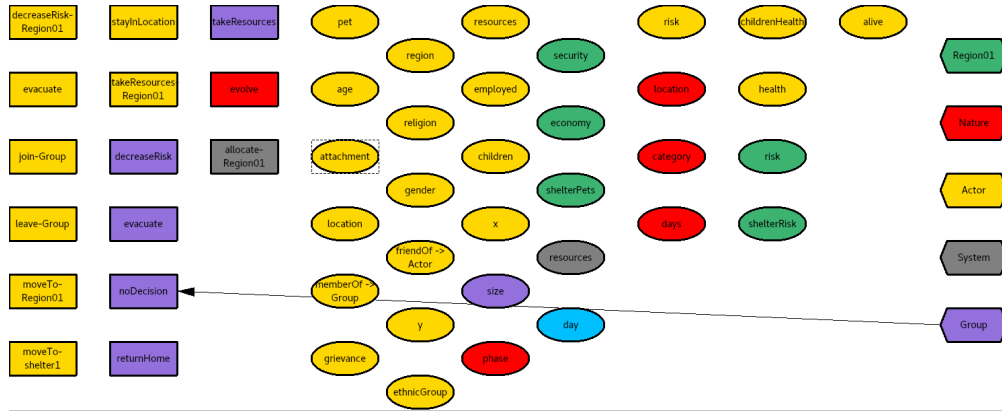 decreaseRisk-
Region01
stayInLocation
takeResources
pet
resources
risk
childrenHealth
alive
region
security
Region01
evacuate
takeResources-
Region01
evolve
age
employed
location
health
Nature
religion
economy
join-Group
decreaseRisk
allocate-
Region01
attachment
children
category
risk
Actor
gender
shelterPets
leave-Group
evacuate
location
x
days
shelterRisk
friendOf ->
Actor
resources
System
moveTo-
Region01
noDecision
memberOf ->
Group
size
y
day
Group
moveTo-
shelter1
returnHome
grievance
phase
ethnicGroup